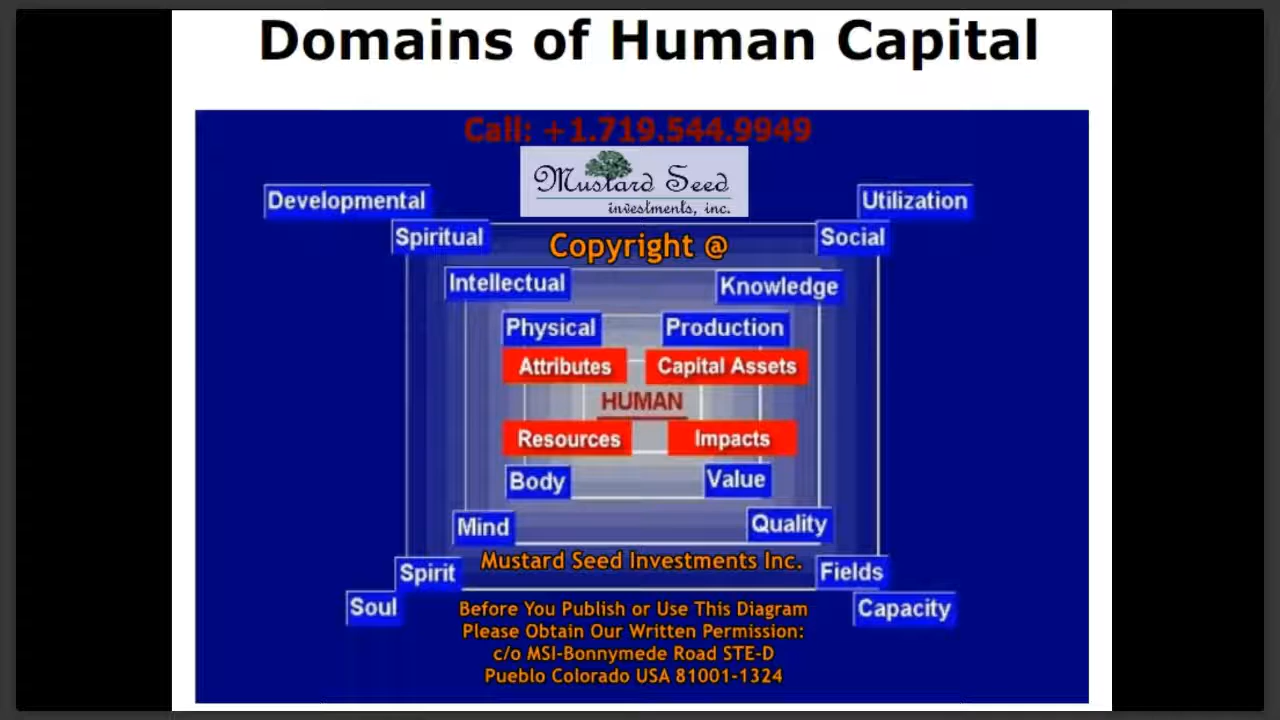 Domains of Human Capital
Call: +1.719.544.9949
Mustard Seed
investments, inc.
Developmental
Utilization
Spiritual
Copyright @
Social
Intellectual
Knowledge
Physical
Production
Attributes
Capital Assets
HUMAN
Resources
Impacts
Body
Value
Mind
Quality
Mustard Seed Investments Inc.
Spirit
Fields
Soul
Capacity
Before You Publish or Use This Diagram
Please Obtain Our Written Permission:
c/o MSI-Bonnymede Road STE-D
Pueblo Colorado USA 81001-1324